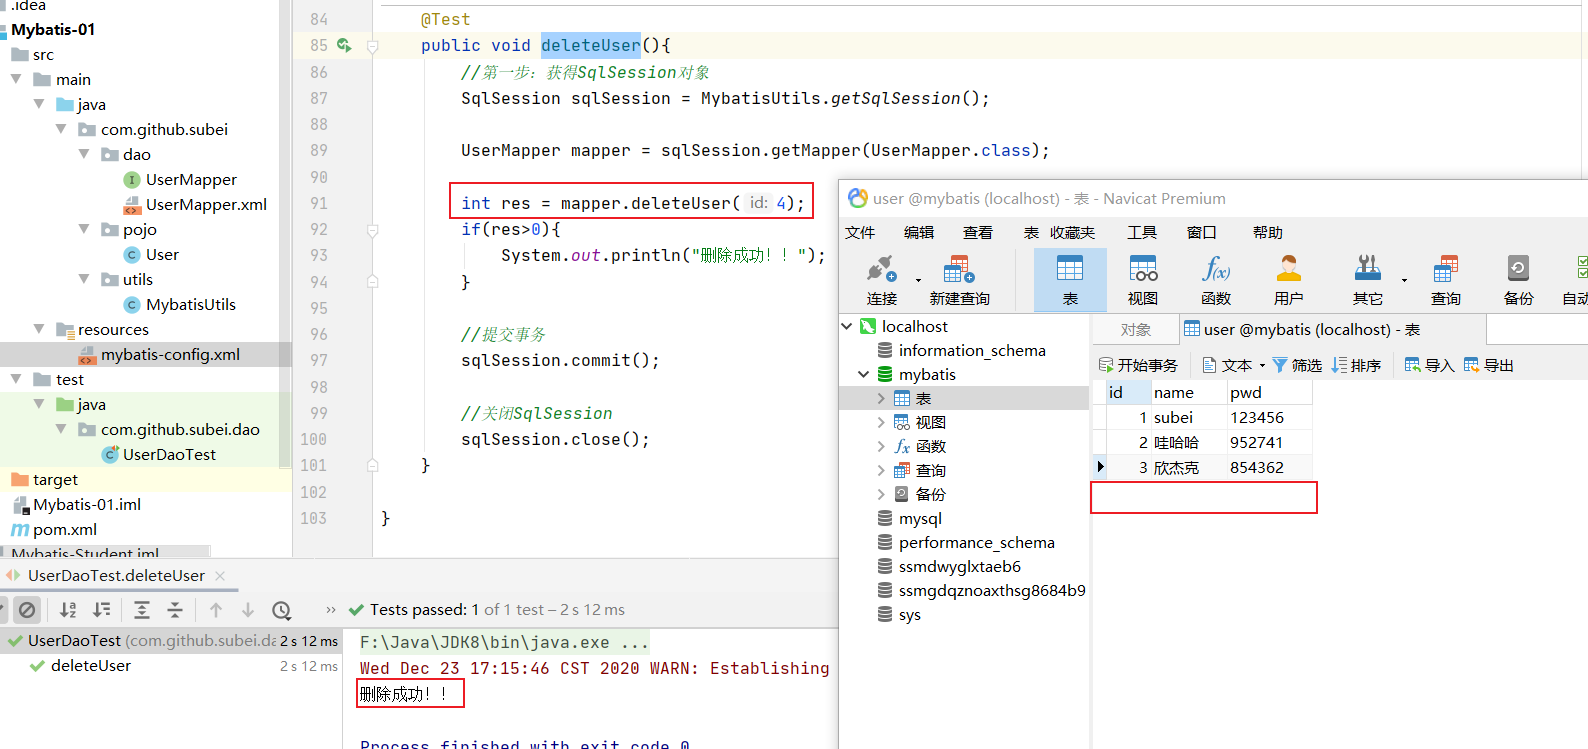 .idea
Mybatis-01
src
main
java
com.github.subei
dao
UserMapper
UserMapper.xml
pojo
User
utils
MybatisUtils
resources
mybatis-config.xml
test
java
com.github.subei.dao
UserDaoTest
target
Mybatis-01.iml
pom.xml
Mybatis-Student.iml
84 @Test
85 public void deleteUser(){
86 //第一步：获得SqlSession对象
87 SqlSession sqlSession = MybatisUtils.getSqlSession();
88
89 UserMapper mapper = sqlSession.getMapper(UserMapper.class);
90
91 int res = mapper.deleteUser( id: 4);
92 if(res>0){
93 System.out.println("删除成功！！");
94 }
95
96 //提交事务
97 sqlSession.commit();
98
99 //关闭SqlSession
100 sqlSession.close();
101 }
102
103 }
user @mybatis (localhost) - 表 - Navicat Premium
文件 编辑 查看 表 收藏夹 工具 窗口 帮助
连接 新建查询 表 视图 函数 用户 其它 查询 备份 自动
localhost
information_schema
mybatis
表
视图
函数
查询
备份
mysql
performance_schema
ssmdwyglxtaeb6
ssmgdqznoaxthsg8684b9
sys
对象 user @mybatis (localhost) - 表
开始事务 文本 筛选 排序 导入 导出
id name pwd
1 subei 123456
2 哇哈哈 952741
3 欣杰克 854362
UserDaoTest.deleteUser
Tests passed: 1 of 1 test – 2 s 12 ms
UserDaoTest (com.github.subei.da 2 s 12 ms
deleteUser 2 s 12 ms
F:\Java\JDK8\bin\java.exe ...
Wed Dec 23 17:15:46 CST 2020 WARN: Establishing
删除成功！！
Process finished with exit code 0